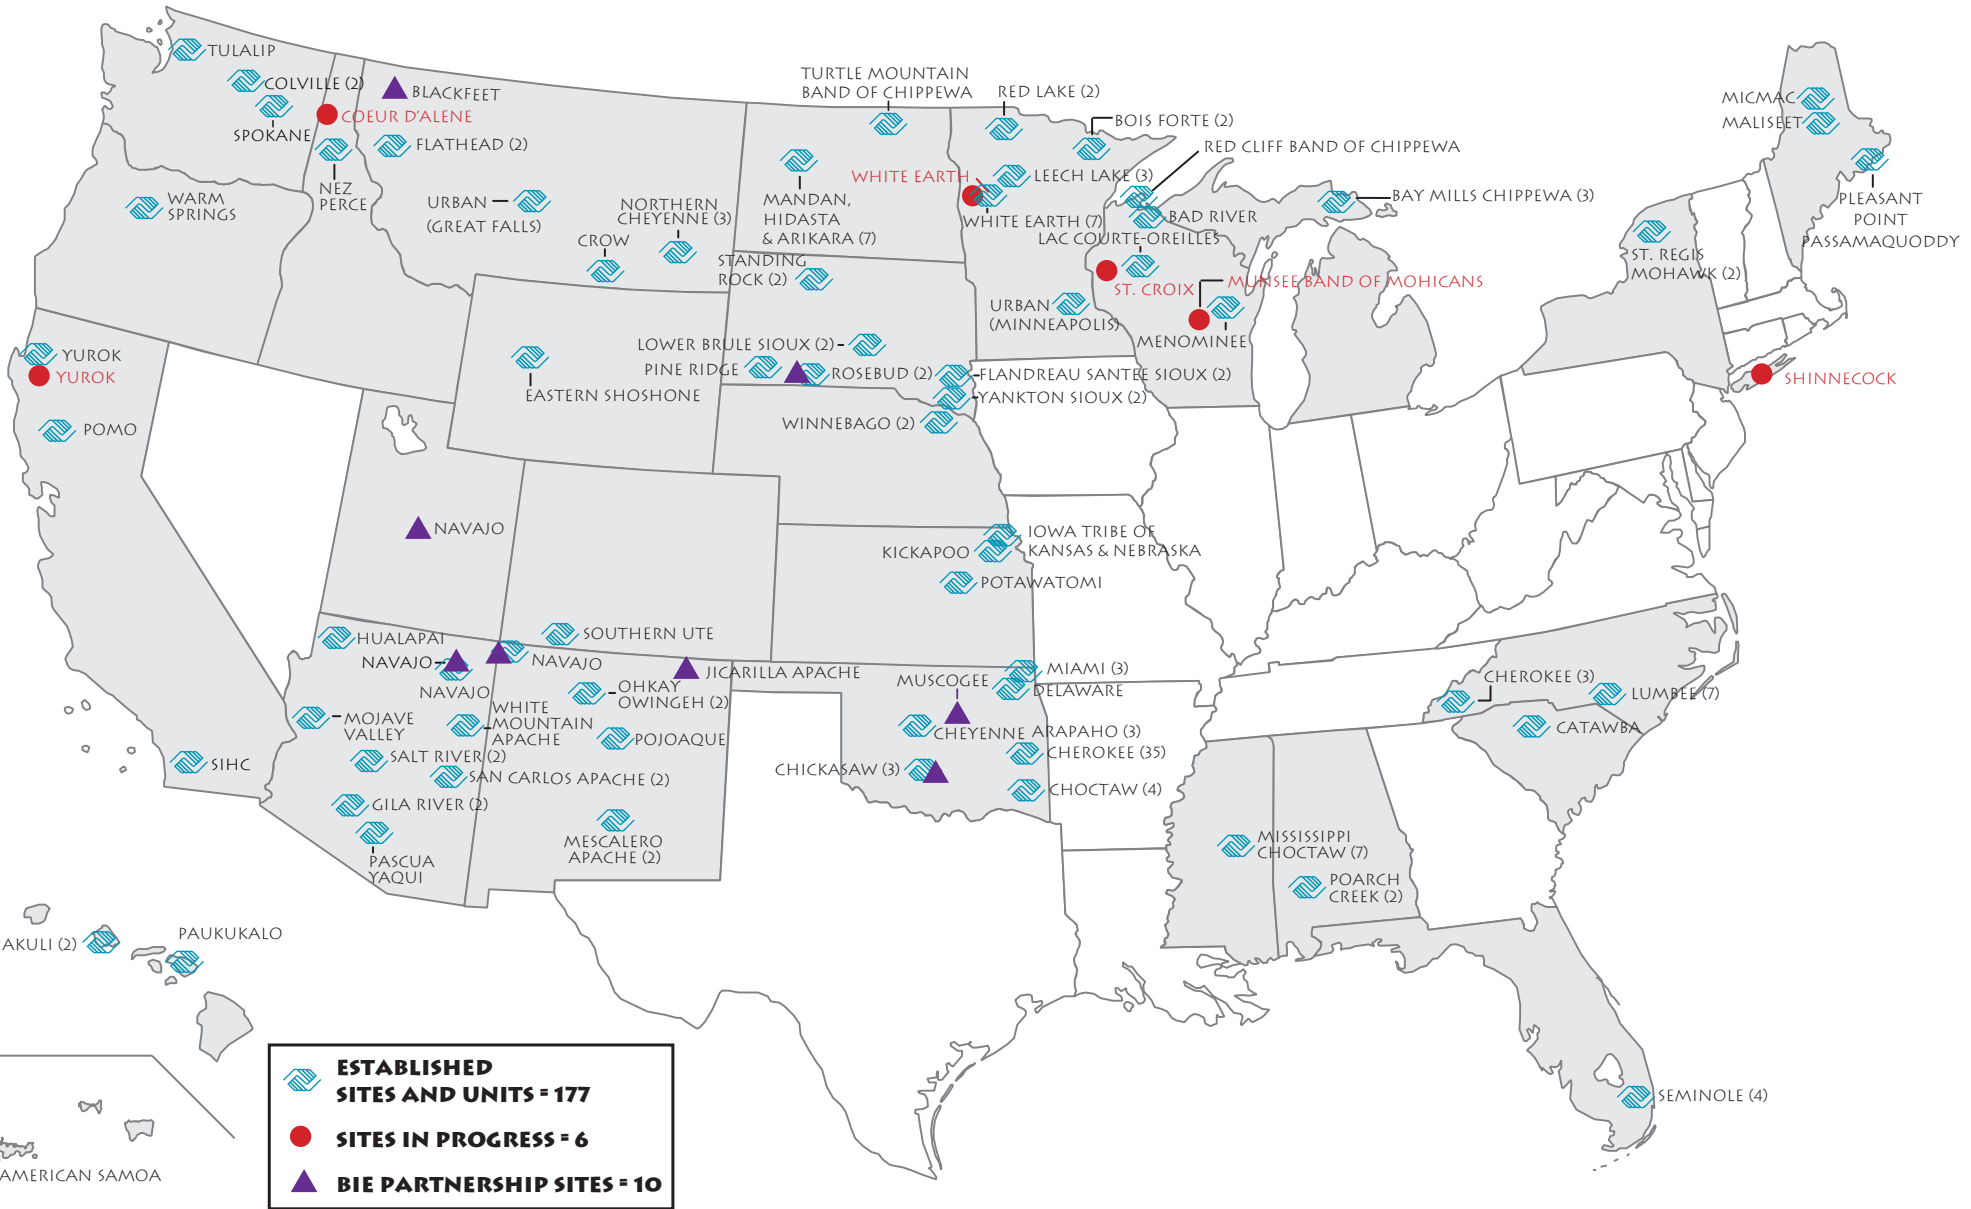 TULALIP
COLVILLE (2)
SPOKANE
BLACKFEET
COEUR D'ALENE
FLATHEAD (2)
NEZ
PERCE
WARM
SPRINGS
URBAN
(GREAT FALLS)
CROW
NORTHERN
CHEYENNE (3)
TURTLE MOUNTAIN
BAND OF CHIPPEWA
MANDAN,
HIDASTA
& ARIKARA (7)
STANDING
ROCK (2)
RED LAKE (2)
BOIS FORTE (2)
RED CLIFF BAND OF CHIPPEWA
WHITE EARTH
LEECH LAKE (3)
WHITE EARTH (7)
BAD RIVER
BAY MILLS CHIPPEWA (3)
LAC COURTE-OREILLES
ST. CROIX
MUNSEE BAND OF MOHICANS
MENOMINEE
URBAN
(MINNEAPOLIS)
MICMAC
MALISEET
PLEASANT
POINT
PASSAMAQUODDY
ST. REGIS
MOHAWK (2)
SHINNECOCK
YUROK
YUROK
POMO
EASTERN SHOSHONE
LOWER BRULE SIOUX (2)
PINE RIDGE
ROSEBUD (2)
FLANDREAU SANTEE SIOUX (2)
YANKTON SIOUX (2)
WINNEBAGO (2)
NAVAJO
IOWA TRIBE OF
KANSAS & NEBRASKA
KICKAPOO
POTAWATOMI
HUALAPAI
NAVAJO
NAVAJO
NAVAJO
SOUTHERN UTE
JICARILLA APACHE
OHKAY
OWINGEH (2)
MOJAVE
VALLEY
WHITE
MOUNTAIN
APACHE
POJOAQUE
SALT RIVER (2)
SAN CARLOS APACHE (2)
GILA RIVER (2)
PASCUA
YAQUI
MESCALERO
APACHE (2)
SIHC
MIAMI (3)
DELAWARE
MUSCOGEE
CHEYENNE ARAPAHO (3)
CHEROKEE (35)
CHICKASAW (3)
CHOCTAW (4)
CHEROKEE (3)
LUMBEE (7)
CATAWBA
MISSISSIPPI
CHOCTAW (7)
POARCH
CREEK (2)
SEMINOLE (4)
AKULI (2)
PAUKUKALO
AMERICAN SAMOA
ESTABLISHED
SITES AND UNITS = 177
SITES IN PROGRESS = 6
BIE PARTNERSHIP SITES = 10